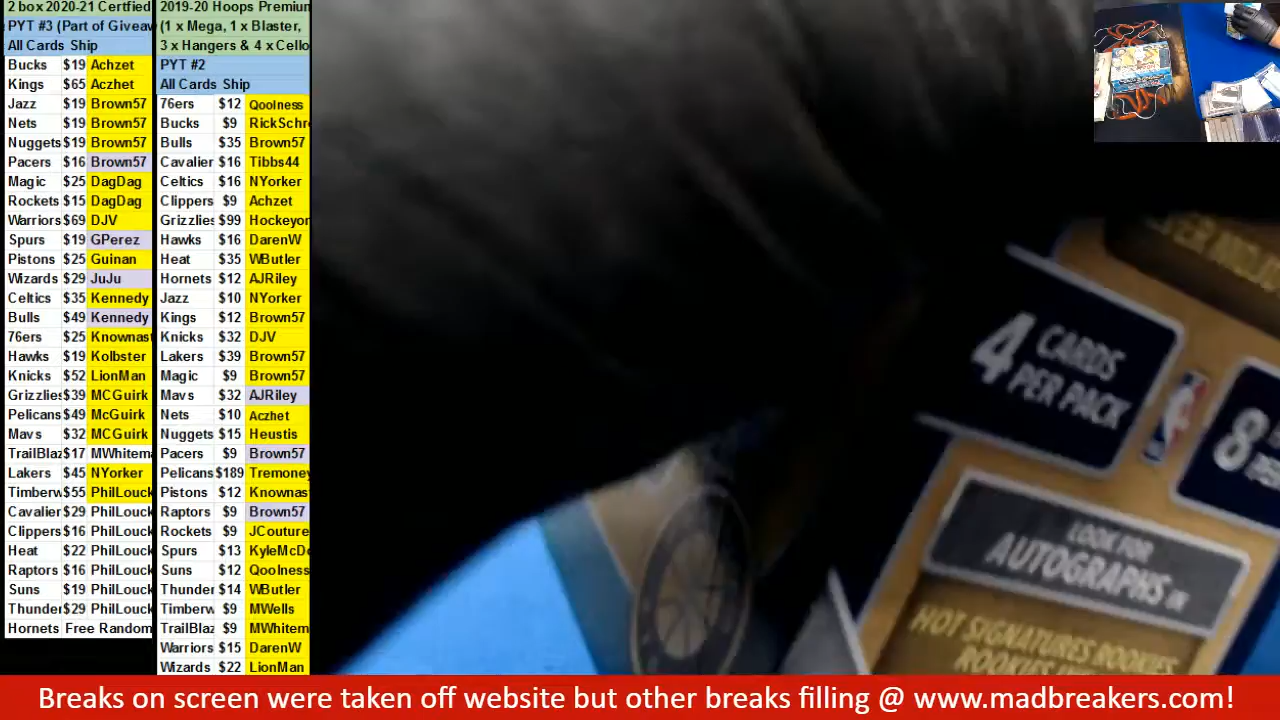 2 box 2020-21 Certfied
PYT #3 (Part of Giveav
All Cards Ship
Bucks $19 Achzet
Kings $65 Aczhet
Jazz $19 Brown57
Nets $19 Brown57
Nuggets $19 Brown57
Pacers $16 Brown57
Magic $25 DagDag
Rockets $15 DagDag
Warriors $69 DJV
Spurs $19 GPerez
Pistons $25 Guinan
Wizards $29 JuJu
Celtics $35 Kennedy
Bulls $49 Kennedy
76ers $25 Knownast
Hawks $19 Kolbster
Knicks $52 LionMan
Grizzlies $39 MCGuirk
Pelicans $49 McGuirk
Mavs $32 MCGuirk
TrailBlaz $17 MWhitema
Lakers $45 NYorker
Timberw $55 PhilLouck
Cavalier $29 PhilLouck
Clippers $16 PhilLouck
Heat $22 PhilLouck
Raptors $16 PhilLouck
Suns $19 PhilLouck
Thunder $29 PhilLouck
Hornets Free Random
2019-20 Hoops Premium
(1 x Mega, 1 x Blaster,
3 x Hangers & 4 x Cello
PYT #2
All Cards Ship
76ers $12 Qoolness
Bucks $9 RickSchr
Bulls $35 Brown57
Cavalier $16 Tibbs44
Celtics $16 NYorker
Clippers $9 Achzet
Grizzlies $99 Hockeyor
Hawks $16 DarenW
Heat $35 WButler
Hornets $12 AJRiley
Jazz $10 NYorker
Kings $12 Brown57
Knicks $32 DJV
Lakers $39 Brown57
Magic $9 Brown57
Mavs $32 AJRiley
Nets $10 Aczhet
Nuggets $15 Heustis
Pacers $9 Brown57
Pelicans $189 Tremoney
Pistons $12 Knownas
Raptors $9 Brown57
Rockets $9 JCouture
Spurs $13 KyleMcDo
Suns $12 Qoolness
Thunder $14 WButler
Timberw $9 MWells
TrailBlaz $9 MWhitem
Warriors $15 DarenW
Wizards $22 LionMan
4 CARDS
PER PACK
8
LOOK FOR
AUTOGRAPHS IN
HOT SIGNATURES ROOKIES
ROOKIES
Breaks on screen were taken off website but other breaks filling @ www.madbreakers.com!